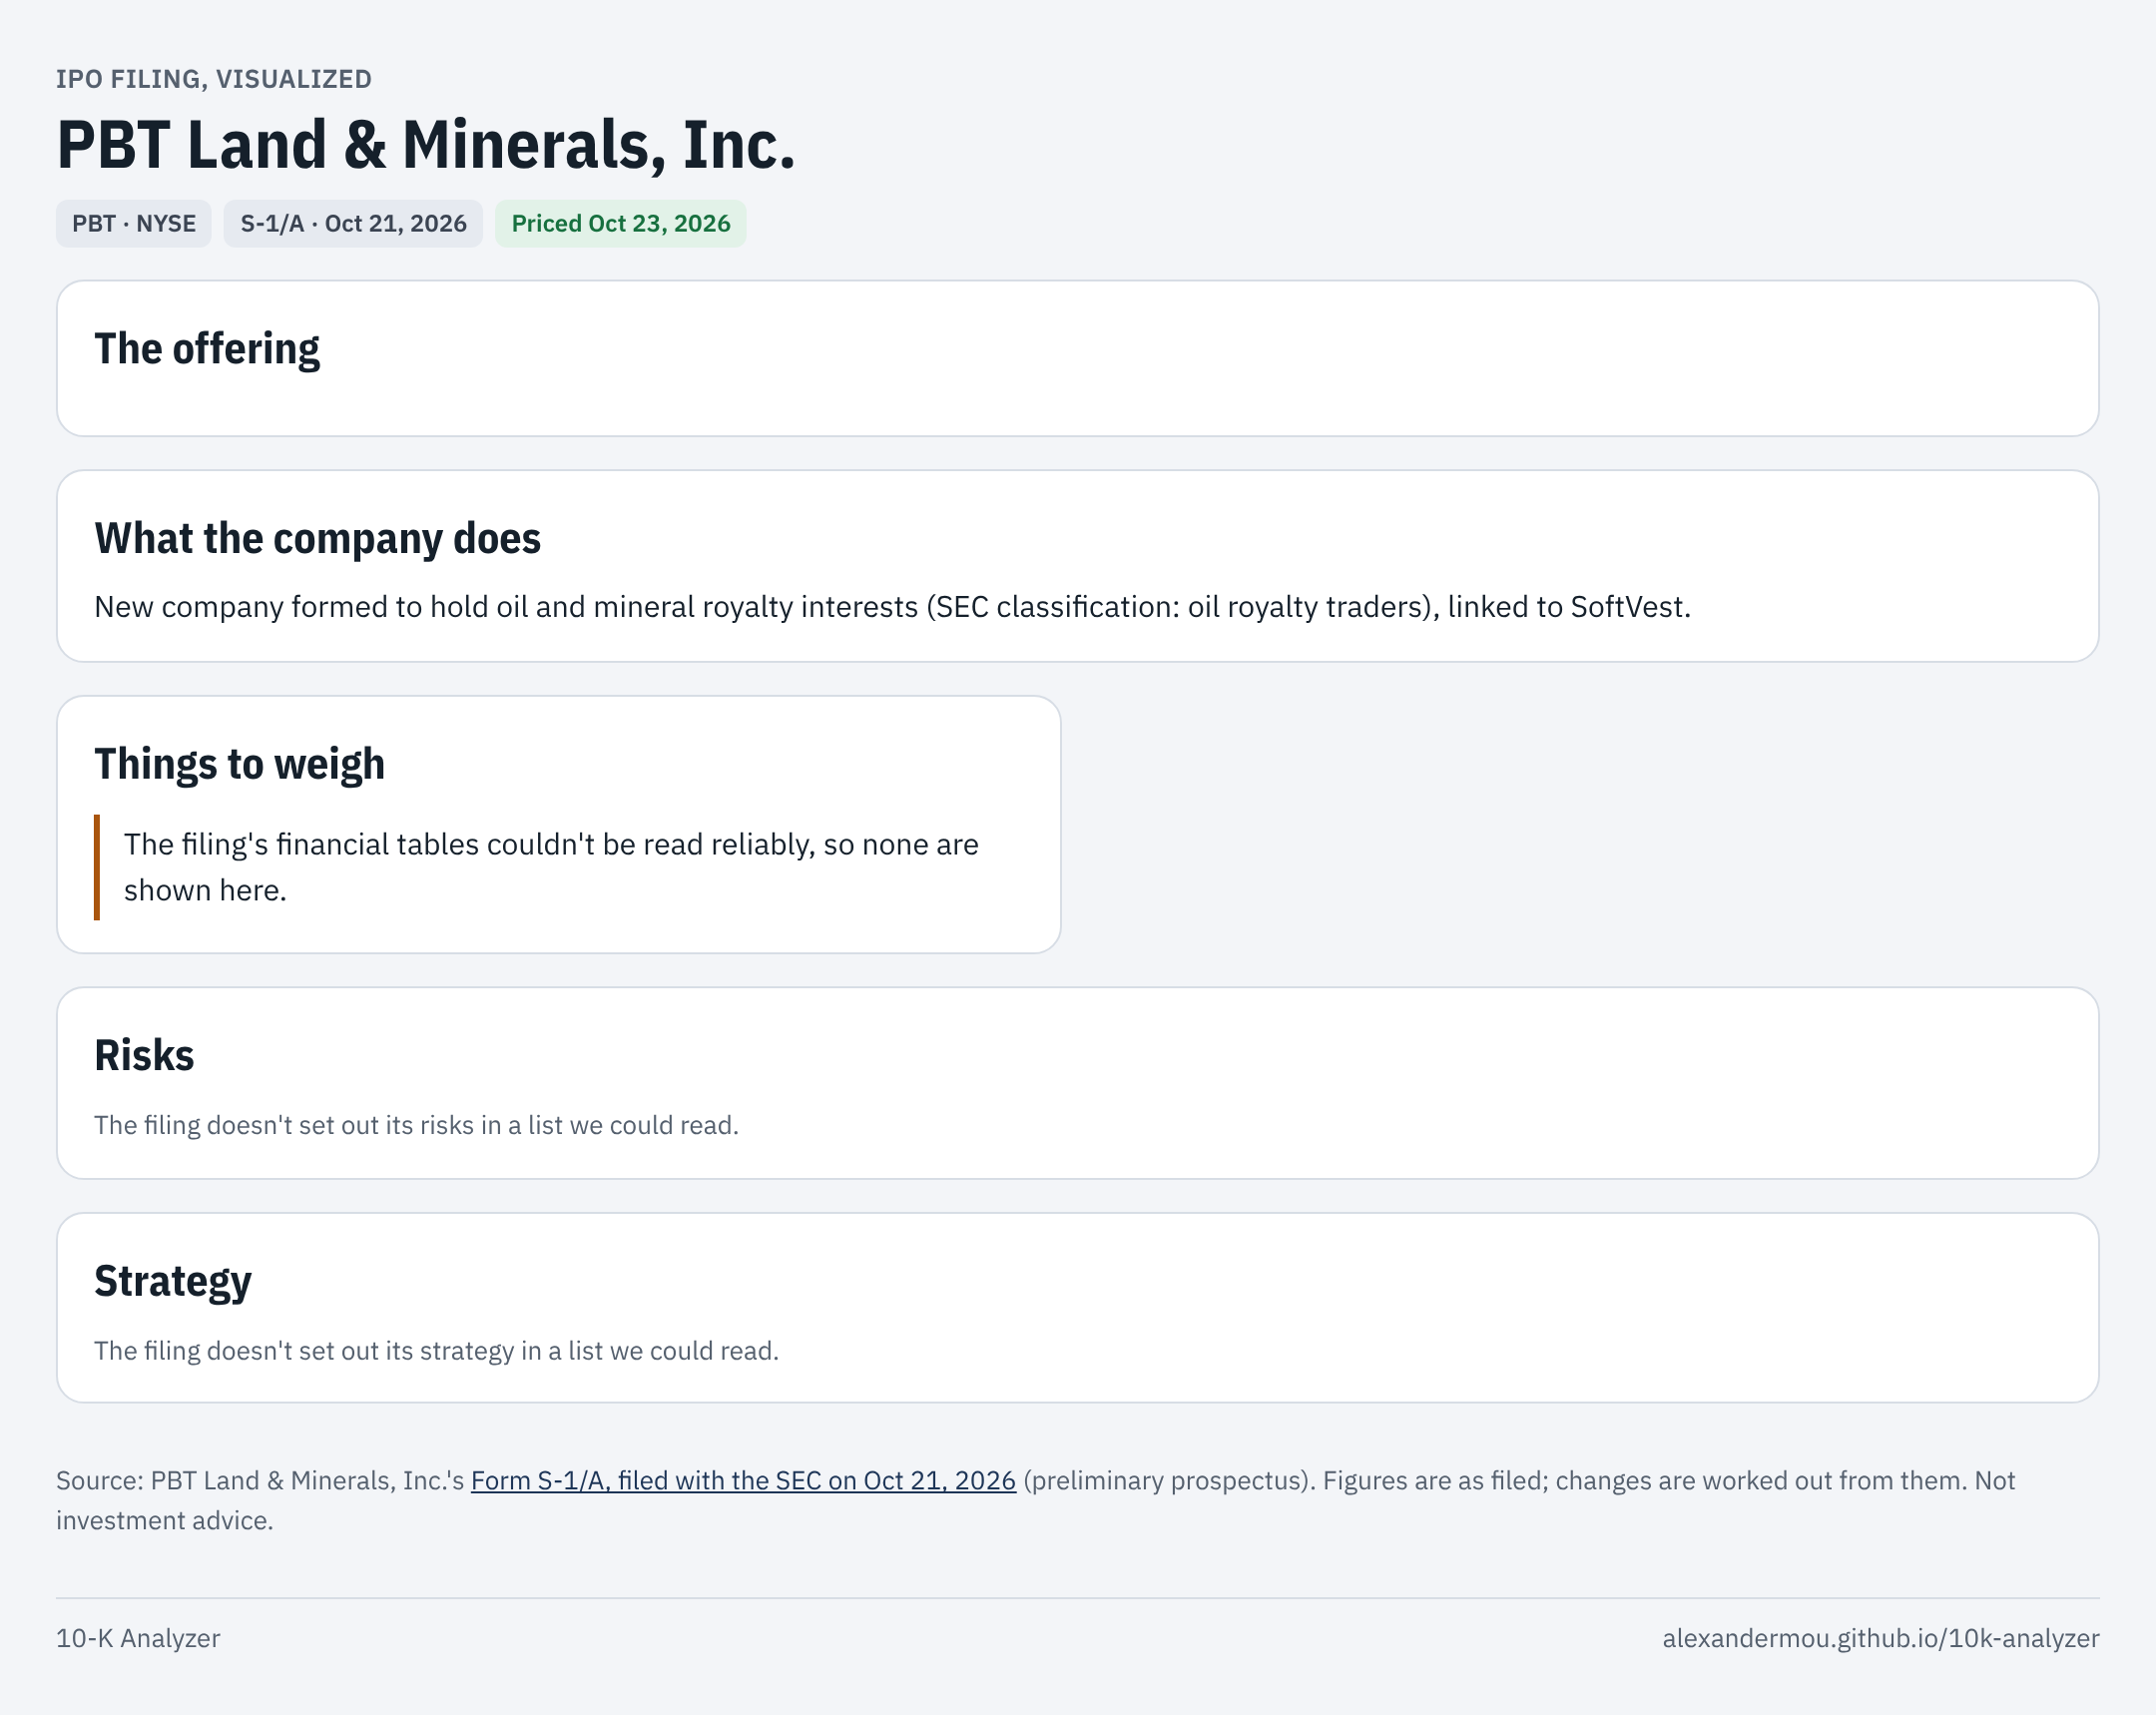 IPO FILING, VISUALIZED
PBT Land & Minerals, Inc.
PBT · NYSE
S-1/A · Oct 21, 2026
Priced Oct 23, 2026
The offering
What the company does
New company formed to hold oil and mineral royalty interests (SEC classification: oil royalty traders), linked to SoftVest.
Things to weigh
The filing's financial tables couldn't be read reliably, so none are
shown here.
Risks
The filing doesn't set out its risks in a list we could read.
Strategy
The filing doesn't set out its strategy in a list we could read.
Source: PBT Land & Minerals, Inc.'s Form S-1/A, filed with the SEC on Oct 21, 2026 (preliminary prospectus). Figures are as filed; changes are worked out from them. Not
investment advice.
10-K Analyzer
alexandermou.github.io/10k-analyzer